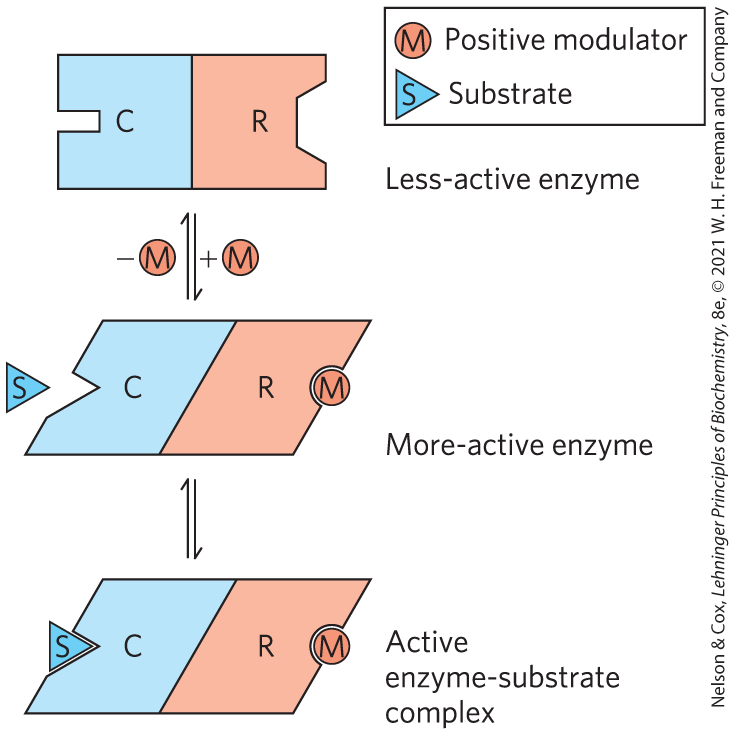 M Positive modulator
S Substrate
C R
Less-active enzyme
– M + M
S C R M
More-active enzyme
S C R M
Active
enzyme-substrate
complex
Nelson & Cox, Lehninger Principles of Biochemistry, 8e, © 2021 W. H. Freeman and Company